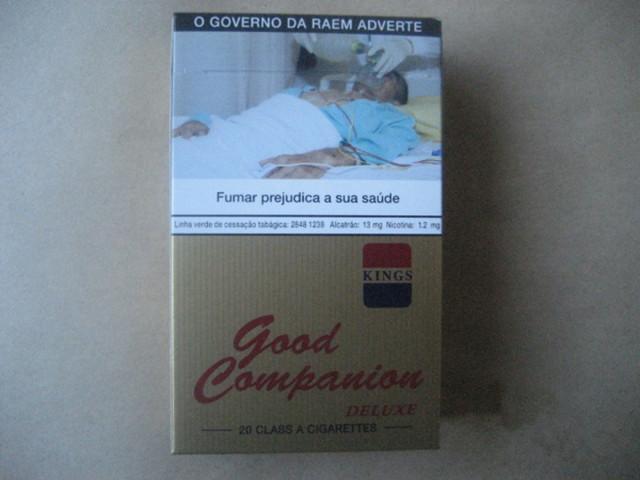 O GOVERNO DA RAEM ADVERTE
Fumar prejudica a sua saúde
Linha verde de cessação tabágica: 2848 1238 Alcatrão: 13 mg Nicotina: 1.2 mg
KINGS
Good
Companion
DELUXE
20 CLASS A CIGARETTES